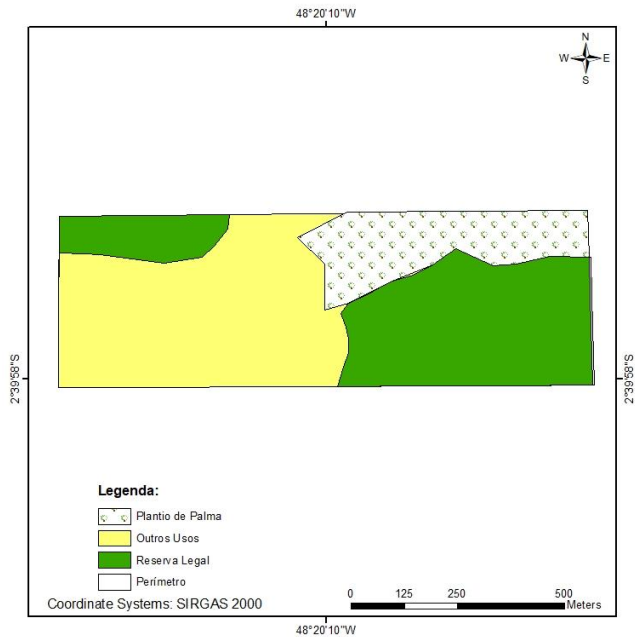 48°20'10"W
N
W E
S
2°39'58"S
2°39'58"S
Legenda:
Plantio de Palma
Outros Usos
Reserva Legal
Perímetro
Coordinate Systems: SIRGAS 2000
0 125 250 500
Meters
48°20'10"W